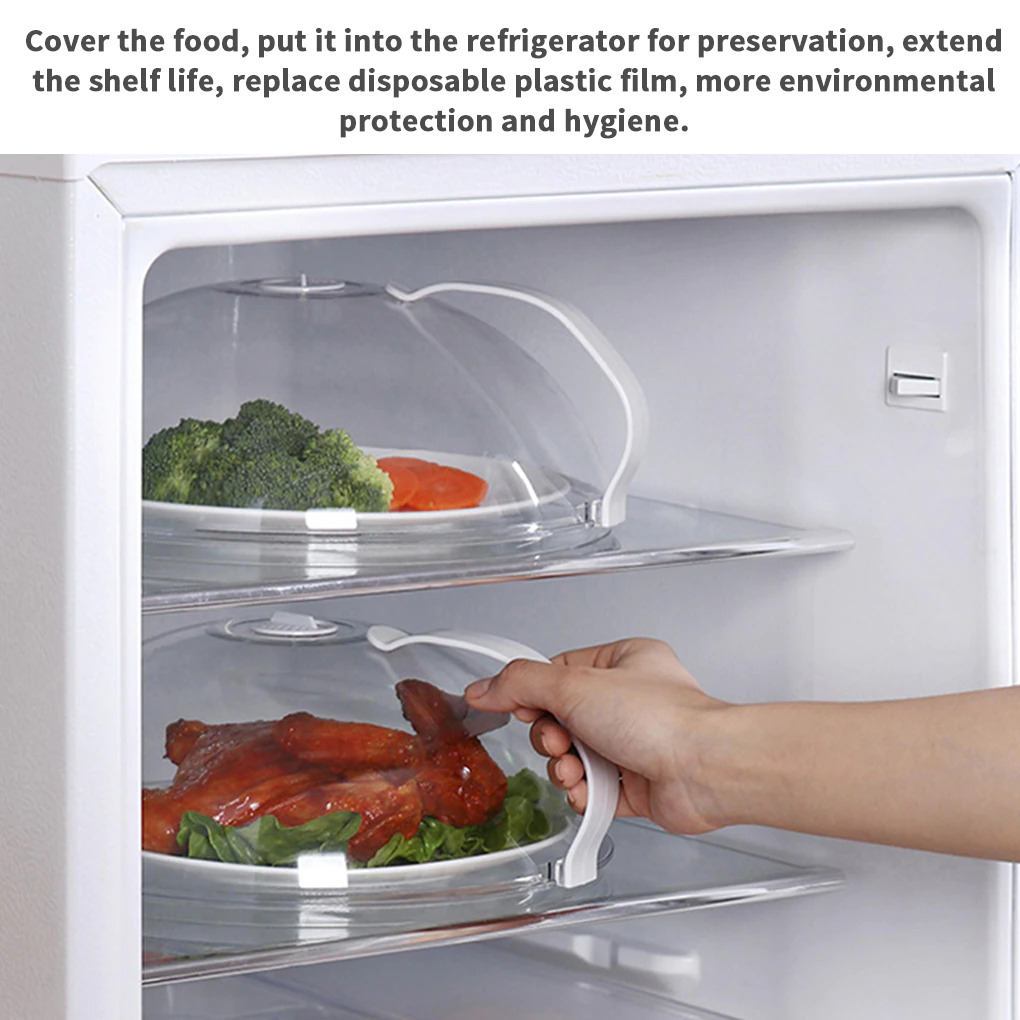 Cover the food, put it into the refrigerator for preservation, extend
the shelf life, replace disposable plastic film, more environmental
protection and hygiene.